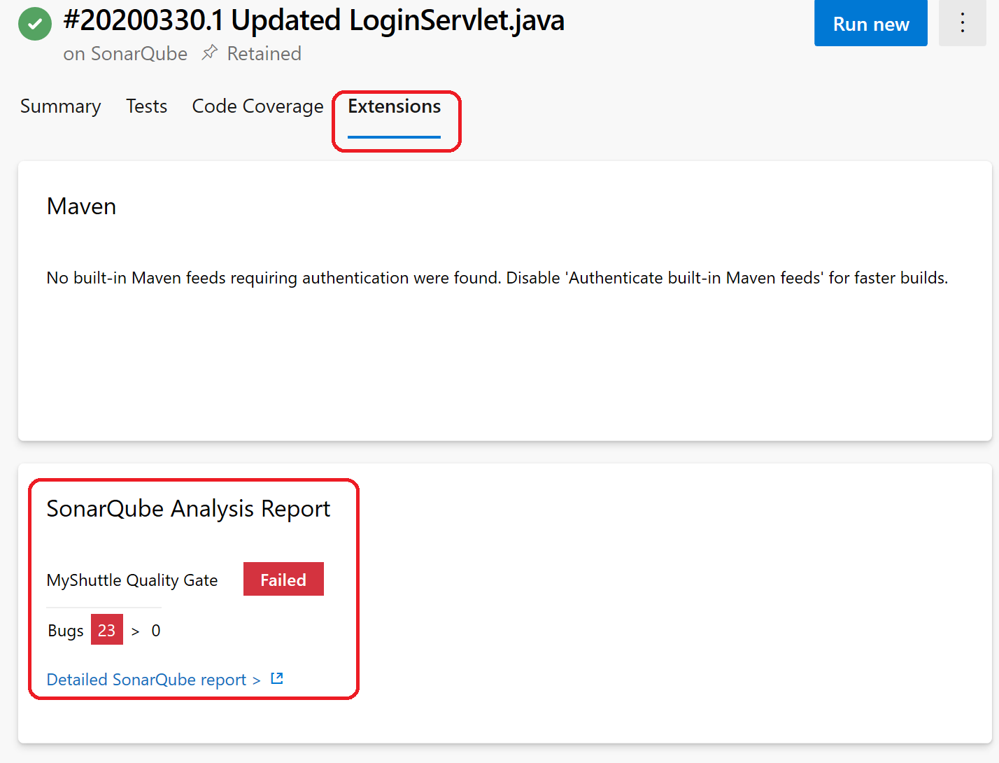 #20200330.1 Updated LoginServlet.java
Run new
on SonarQube Retained
Summary Tests Code Coverage Extensions
Maven
No built-in Maven feeds requiring authentication were found. Disable 'Authenticate built-in Maven feeds' for faster builds.
SonarQube Analysis Report
MyShuttle Quality Gate Failed
Bugs 23 > 0
Detailed SonarQube report >